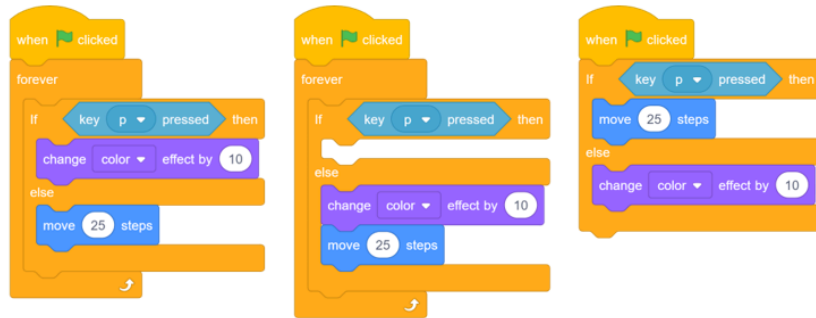 when clicked
forever
If key p pressed then
change color effect by 10
else
move 25 steps
when clicked
forever
If key p pressed then
else
change color effect by 10
move 25 steps
when clicked
If key p pressed then
move 25 steps
else
change color effect by 10